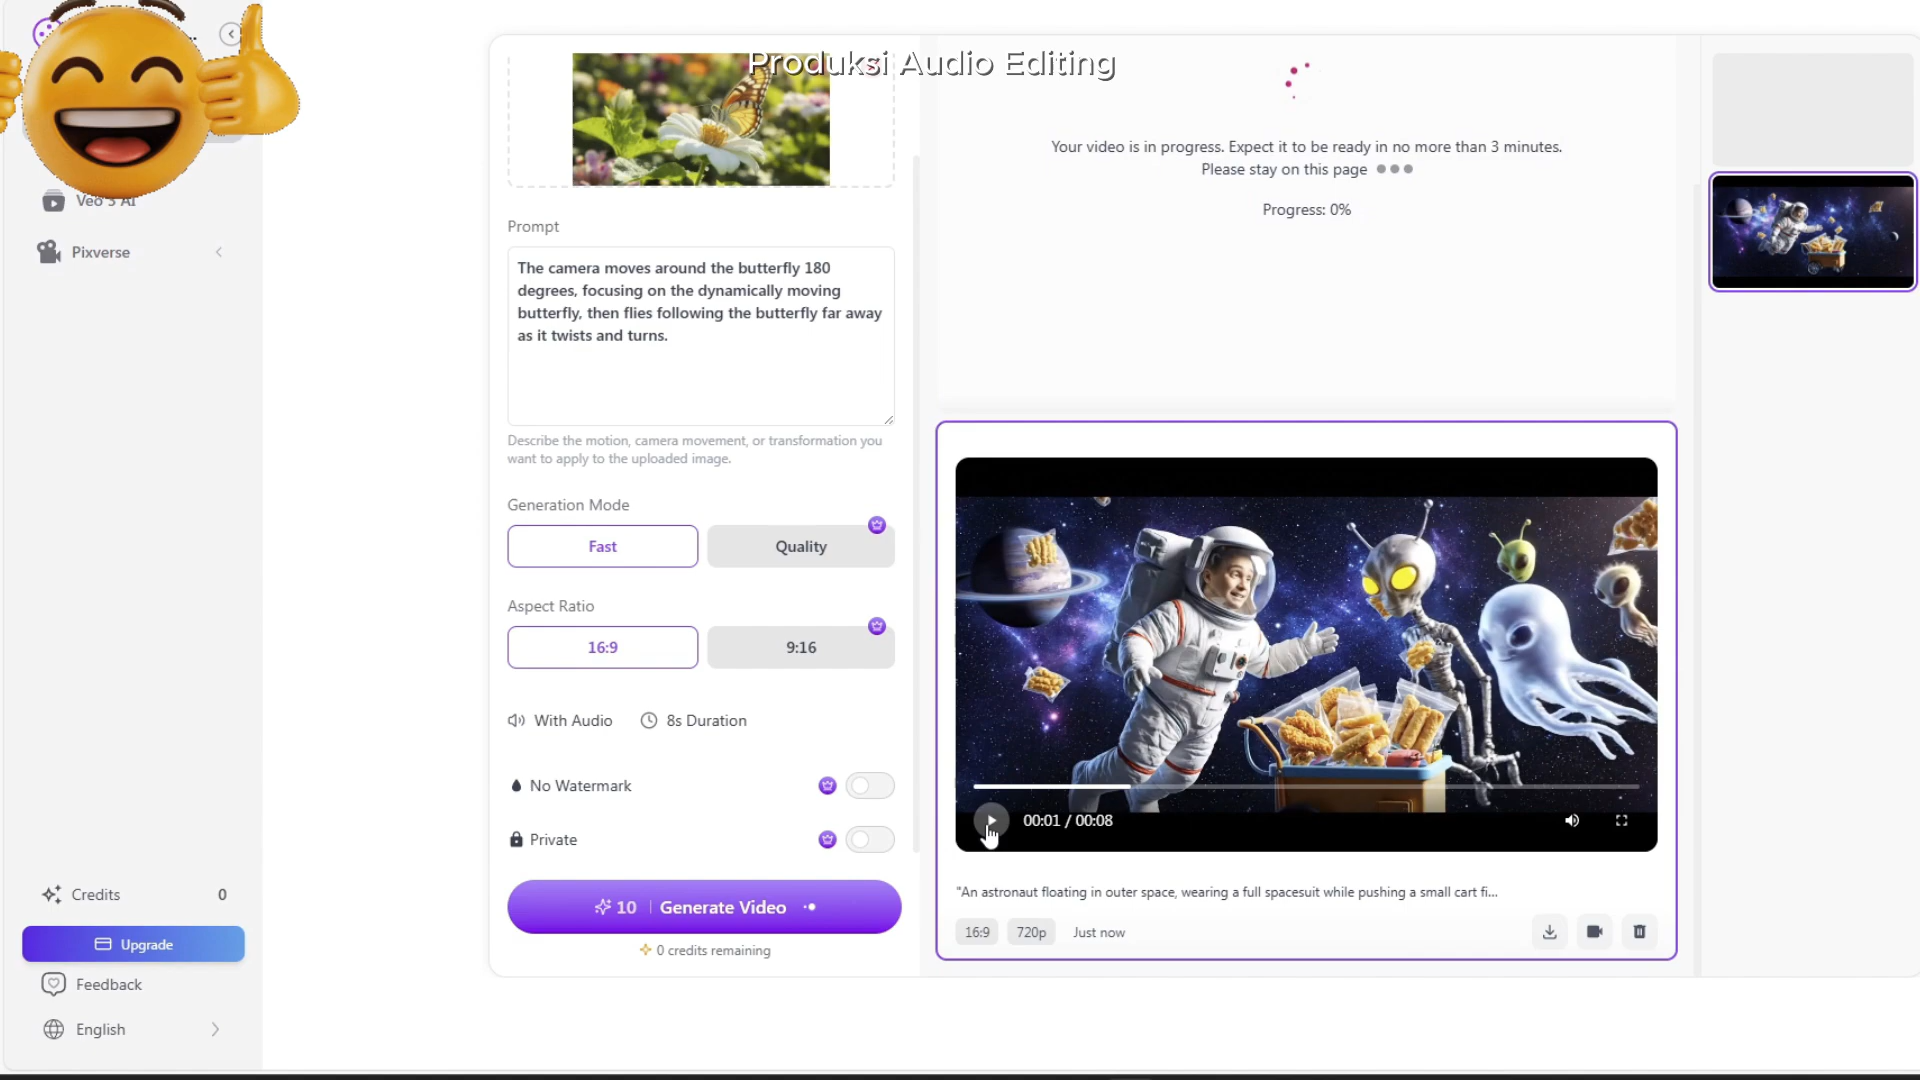 Produksi Audio Editing
Veo 3 AI
Pixverse
Credits 0
Upgrade
Feedback
English
Prompt
The camera moves around the butterfly 180
degrees, focusing on the dynamically moving
butterfly, then flies following the butterfly far away
as it twists and turns.
Describe the motion, camera movement, or transformation you
want to apply to the uploaded image.
Generation Mode
Fast
Quality
Aspect Ratio
16:9
9:16
With Audio
8s Duration
No Watermark
Private
10 | Generate Video
0 credits remaining
Your video is in progress. Expect it to be ready in no more than 3 minutes.
Please stay on this page
Progress: 0%
00:01 / 00:08
"An astronaut floating in outer space, wearing a full spacesuit while pushing a small cart fi...
16:9
720p
Just now